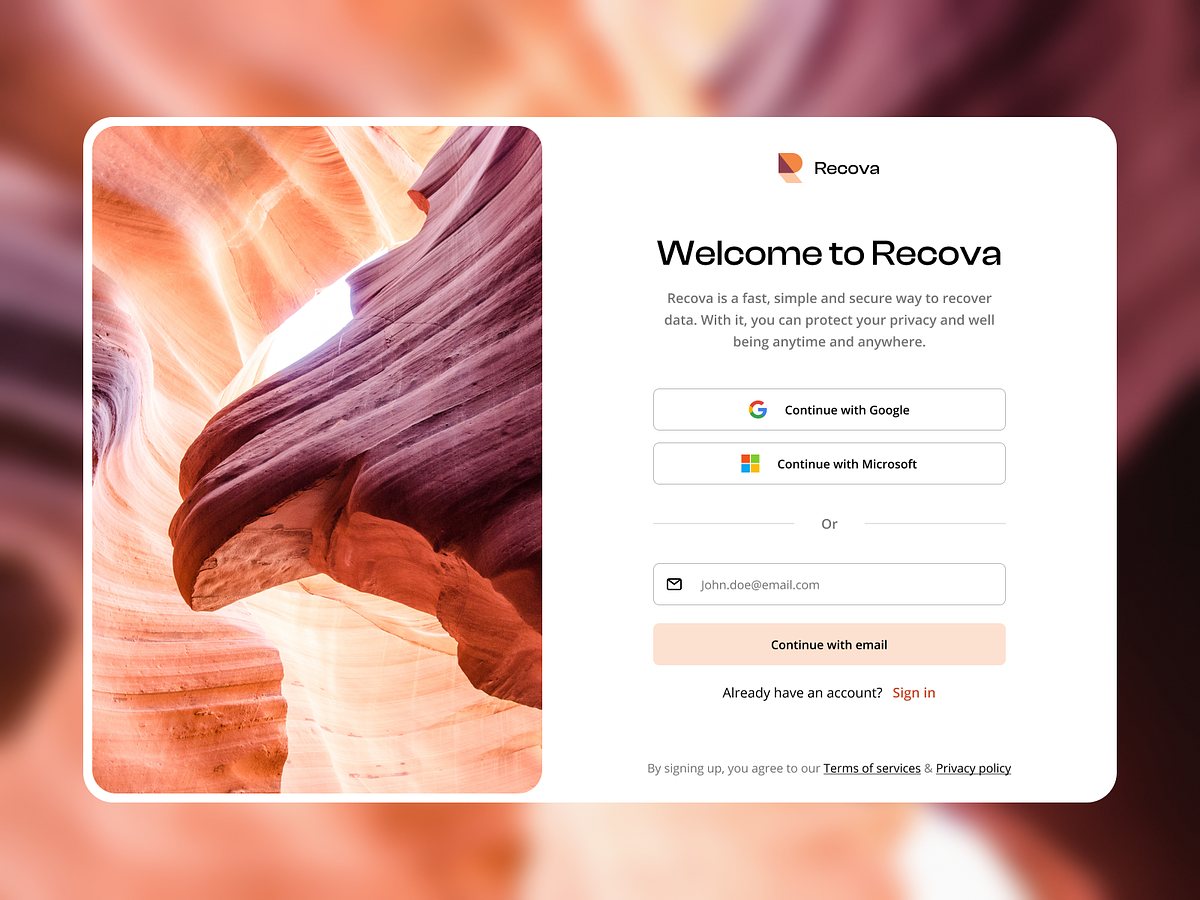 Recova
Welcome to Recova
Recova is a fast, simple and secure way to recover
data. With it, you can protect your privacy and well
being anytime and anywhere.
Continue with Google
Continue with Microsoft
Or
John.doe@email.com
Continue with email
Already have an account? Sign in
By signing up, you agree to our Terms of services & Privacy policy